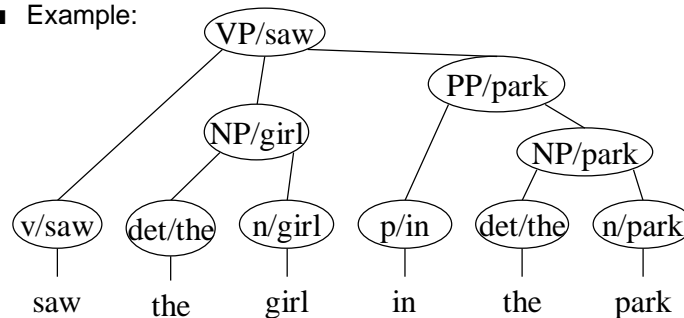 ▪ Example:
VP/saw
PP/park
NP/girl
NP/park
v/saw det/the n/girl p/in det/the n/park
saw the girl in the park